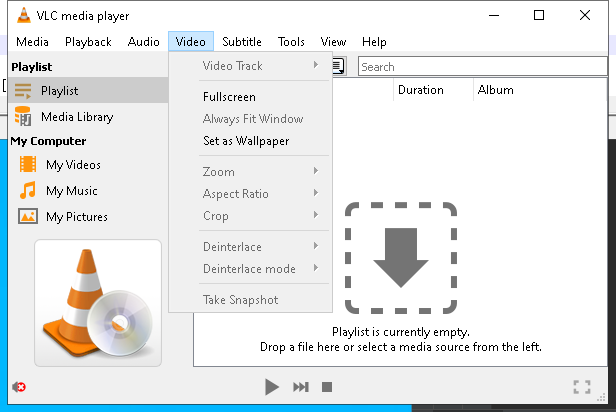 VLC media player
Media Playback Audio Video Subtitle Tools View Help
Playlist
Playlist
Media Library
My Computer
My Videos
My Music
My Pictures
Video Track
Fullscreen
Always Fit Window
Set as Wallpaper
Zoom
Aspect Ratio
Crop
Deinterlace
Deinterlace mode
Take Snapshot
Search
Duration Album
Playlist is currently empty.
Drop a file here or select a media source from the left.